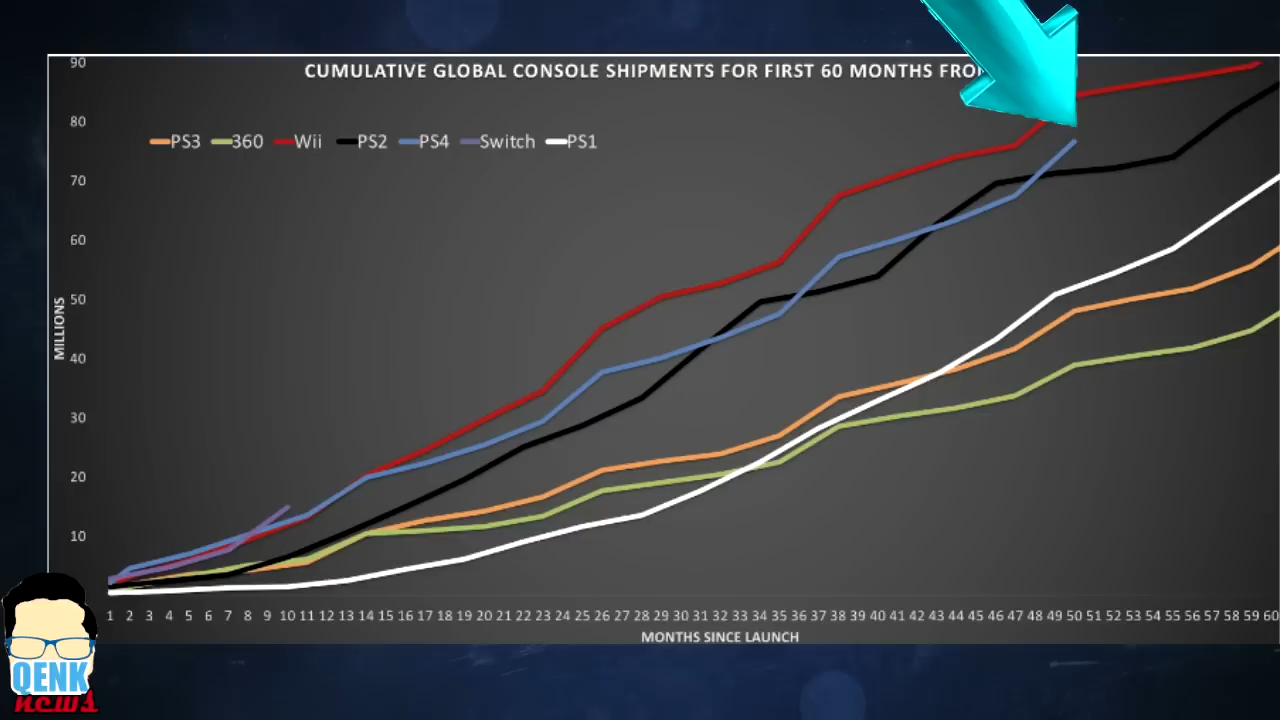 CUMULATIVE GLOBAL CONSOLE SHIPMENTS FOR FIRST 60 MONTHS
PS3 360 Wii PS2 PS4 Switch PS1
90
80
70
60
50
40
30
20
10
MILLIONS
1 2 3 4 5 6 7 8 9 10 11 12 13 14 15 16 17 18 19 20 21 22 23 24 25 26 27 28 29 30 31 32 33 34 35 36 37 38 39 40 41 42 43 44 45 46 47 48 49 50 51 52 53 54 55 56 57 58 59 60
MONTHS SINCE LAUNCH
QENK
news